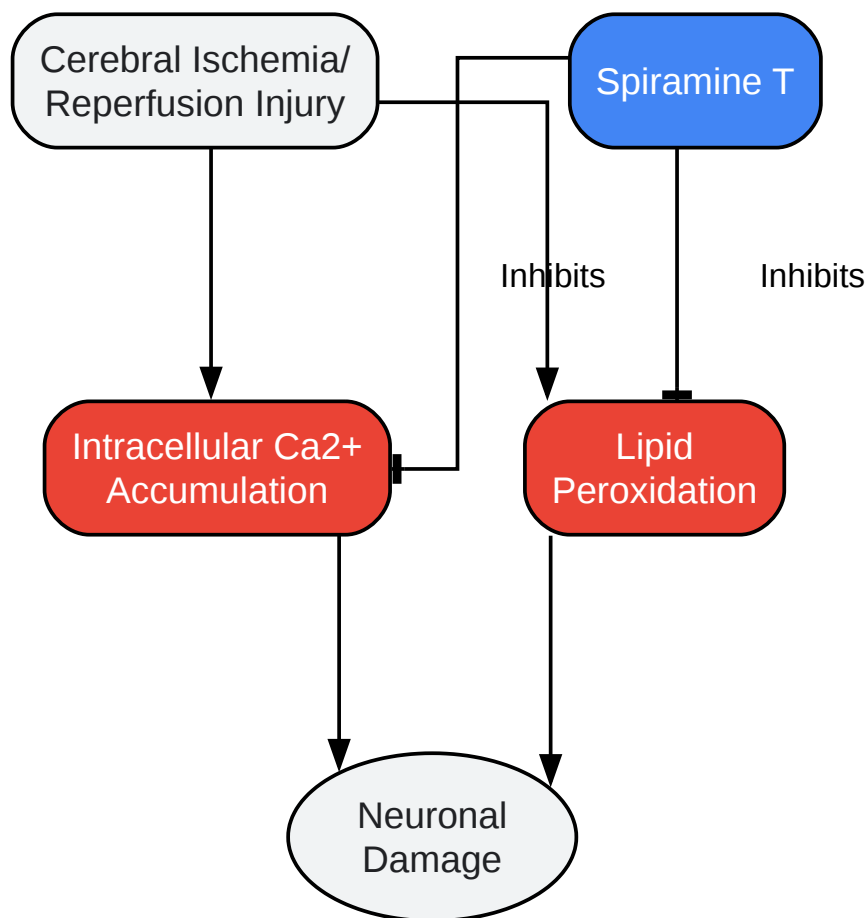 Cerebral Ischemia/
Reperfusion Injury
Spiramine T
Inhibits
Inhibits
Intracellular Ca2+
Accumulation
Lipid
Peroxidation
Neuronal
Damage